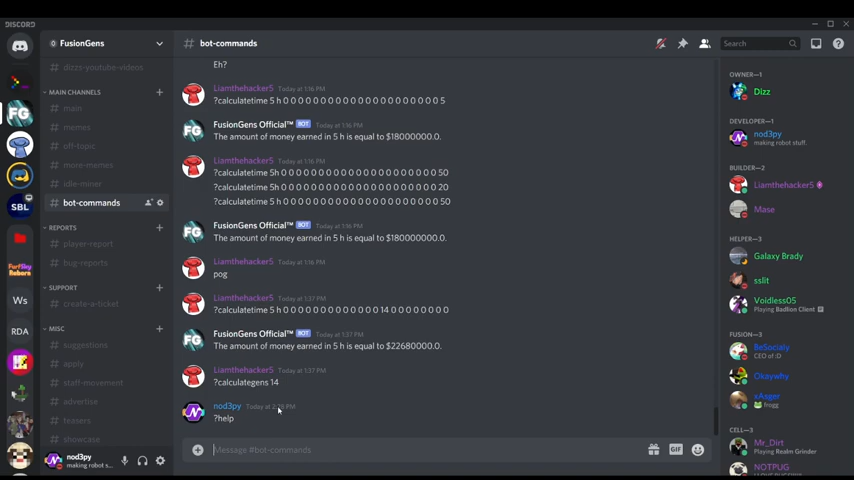 DISCORD
FusionGens
# bot-commands
Search
# dizzs-youtube-videos
MAIN CHANNELS
# main
# memes
# off-topic
# more-memes
# idle-miner
# bot-commands
REPORTS
# player-report
# bug-reports
SUPPORT
# create-a-ticket
MISC
# suggestions
# apply
# staff-movement
# advertise
# teasers
# showcase
nod3py
making robot s...
FG
SBL
Ws
RDA
Eh?
Liamthehacker5 Today at 1:16 PM
?calculatetime 5 h 0 0 0 0 0 0 0 0 0 0 0 0 0 0 0 0 0 0 0 0 5
FusionGens Official™ BOT Today at 1:16 PM
The amount of money earned in 5 h is equal to $18000000.0.
Liamthehacker5 Today at 1:16 PM
?calculatetime 5h 0 0 0 0 0 0 0 0 0 0 0 0 0 0 0 0 0 0 0 0 50
?calculatetime 5h 0 0 0 0 0 0 0 0 0 0 0 0 0 0 0 0 0 0 0 0 20
?calculatetime 5 h 0 0 0 0 0 0 0 0 0 0 0 0 0 0 0 0 0 0 0 0 50
FusionGens Official™ BOT Today at 1:16 PM
The amount of money earned in 5 h is equal to $180000000.0.
Liamthehacker5 Today at 1:16 PM
pog
Liamthehacker5 Today at 1:37 PM
?calculatetime 5 h 0 0 0 0 0 0 0 0 0 0 0 0 14 0 0 0 0 0 0 0 0
FusionGens Official™ BOT Today at 1:37 PM
The amount of money earned in 5 h is equal to $22680000.0.
Liamthehacker5 Today at 1:37 PM
?calculategens 14
nod3py Today at
?help
Message #bot-commands
GIF
OWNER—1
Dizz
DEVELOPER—1
nod3py
making robot stuff.
BUILDER—2
Liamthehacker5
Mase
HELPER—3
Galaxy Brady
sslit
Voidless05
Playing Badlion Client
FUSION—3
BeSocialy
CEO of :D
Okaywhy
xAsger
frogg
CELL—3
Mr_Dirt
Playing Realm Grinder
NOTPUG